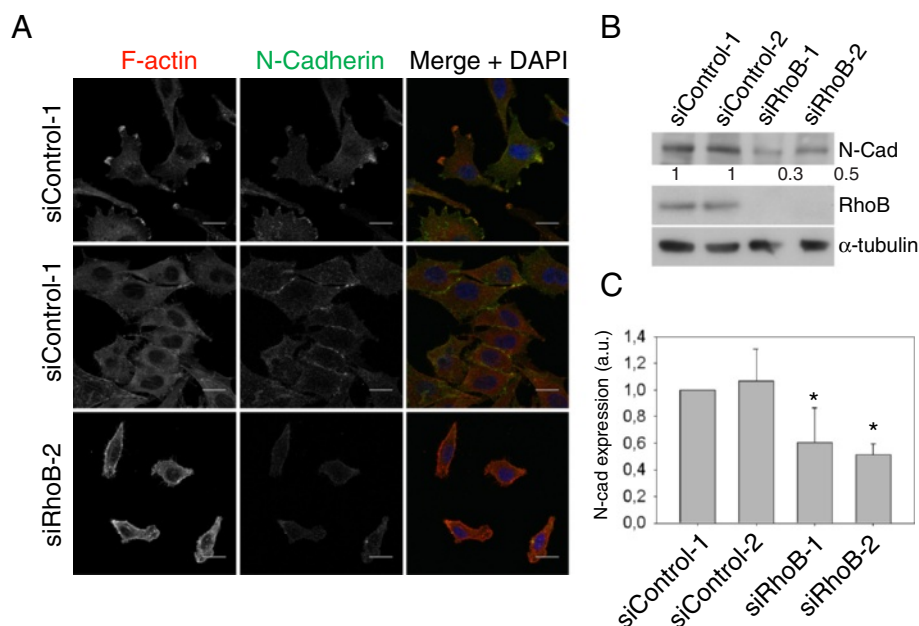 A
F-actin
N-Cadherin
Merge + DAPI
siControl-1
siControl-1
siRhoB-2
B
siControl-1
siControl-2
siRhoB-1
siRhoB-2
N-Cad
1 1 0.3 0.5
RhoB
α-tubulin
C
N-cad expression (a.u.)
1,4
1,2
1,0
0,8
0,6
0,4
0,2
0,0
*
*
siControl-1
siControl-2
siRhoB-1
siRhoB-2